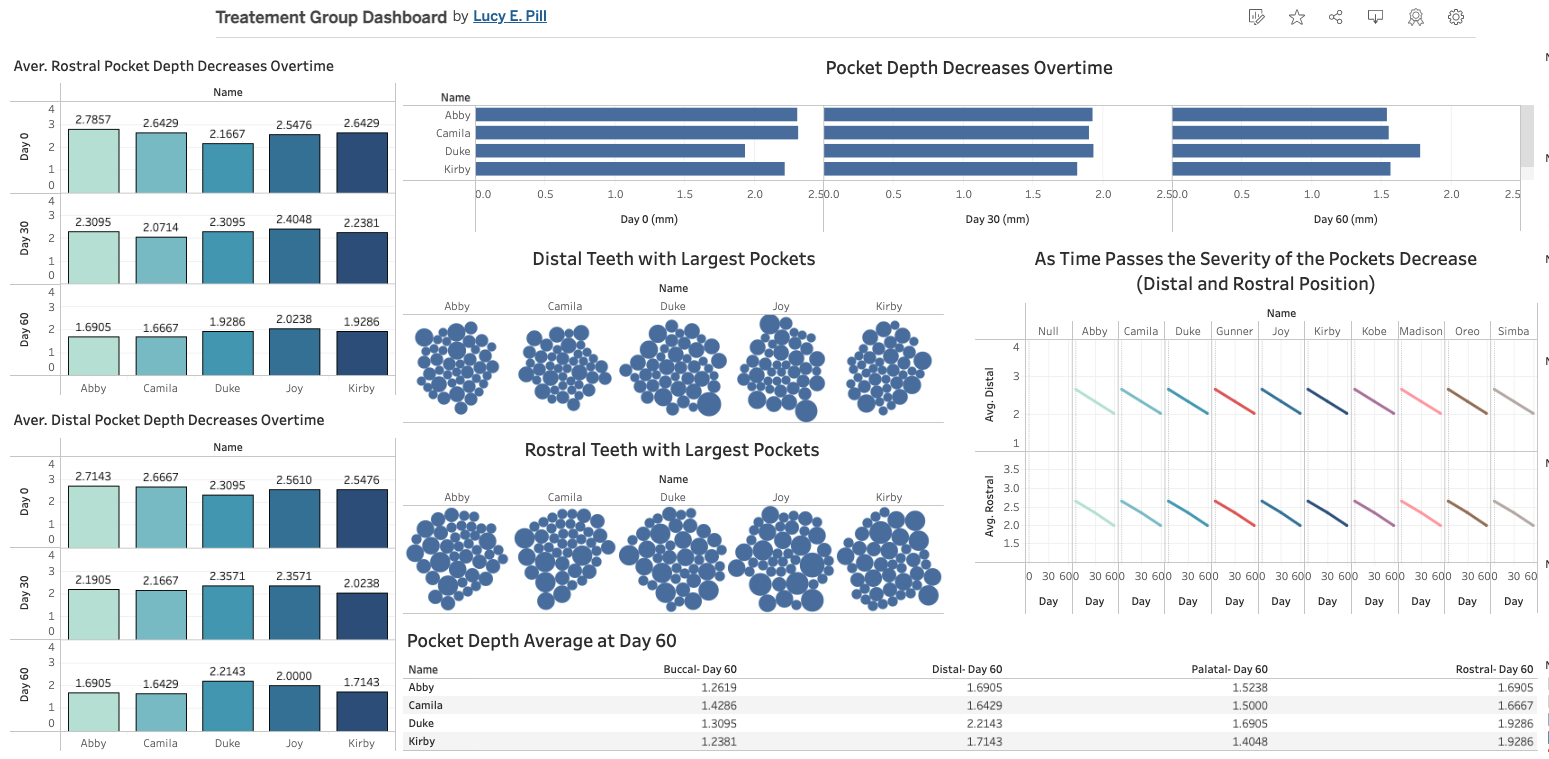 Treatement Group Dashboard by Lucy E. Pill
Aver. Rostral Pocket Depth Decreases Overtime
Name
Day 0
4
3
2
1
0
2.7857 2.6429 2.1667 2.5476 2.6429
Day 30
4
3
2
1
0
2.3095 2.0714 2.3095 2.4048 2.2381
Day 60
4
3
2
1
0
1.6905 1.6667 1.9286 2.0238 1.9286
Abby Camila Duke Joy Kirby
Aver. Distal Pocket Depth Decreases Overtime
Name
Day 0
4
3
2
1
0
2.7143 2.6667 2.3095 2.5610 2.5476
Day 30
4
3
2
1
0
2.1905 2.1667 2.3571 2.3571 2.0238
Day 60
4
3
2
1
0
1.6905 1.6429 2.2143 2.0000 1.7143
Abby Camila Duke Joy Kirby
Pocket Depth Decreases Overtime
Name
Abby
Camila
Duke
Kirby
0.0 0.5 1.0 1.5 2.0 2.5 0.0 0.5 1.0 1.5 2.0 2.5 0.0 0.5 1.0 1.5 2.0 2.5
Day 0 (mm) Day 30 (mm) Day 60 (mm)
Distal Teeth with Largest Pockets
Name
Abby Camila Duke Joy Kirby
Rostral Teeth with Largest Pockets
Name
Abby Camila Duke Joy Kirby
As Time Passes the Severity of the Pockets Decrease
(Distal and Rostral Position)
Name
Null Abby Camila Duke Gunner Joy Kirby Kobe Madison Oreo Simba
Avg. Distal
4
3
2
1
Avg. Rostral
3.5
3.0
2.5
2.0
1.5
0 30 60 0 30 60 0 30 60 0 30 60 0 30 60 0 30 60 0 30 60 0 30 60 0 30 60 0 30 60 0 30 60
Day Day Day Day Day Day Day Day Day Day Day
Pocket Depth Average at Day 60
Name Buccal- Day 60 Distal- Day 60 Palatal- Day 60 Rostral- Day 60
Abby 1.2619 1.6905 1.5238 1.6905
Camila 1.4286 1.6429 1.5000 1.6667
Duke 1.3095 2.2143 1.6905 1.9286
Kirby 1.2381 1.7143 1.4048 1.9286